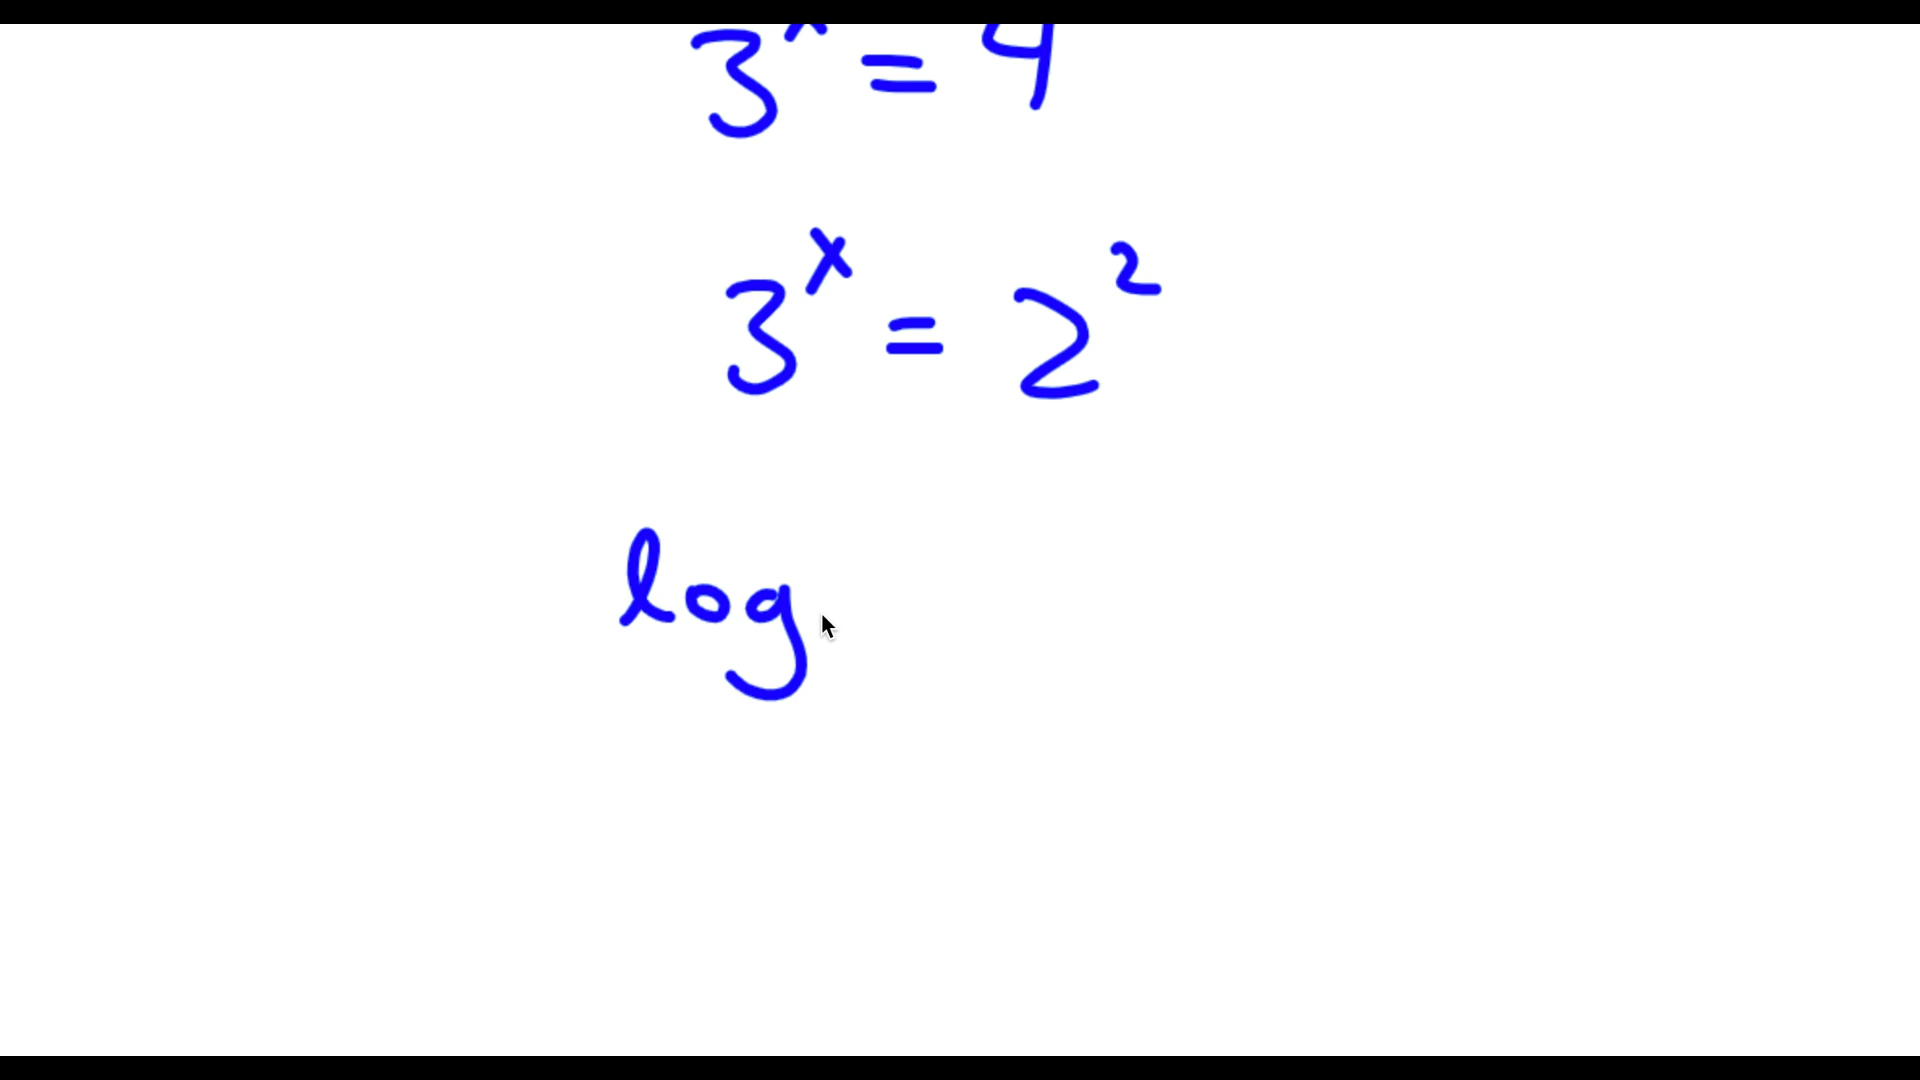 3^x = 4
3^x = 2^2
log